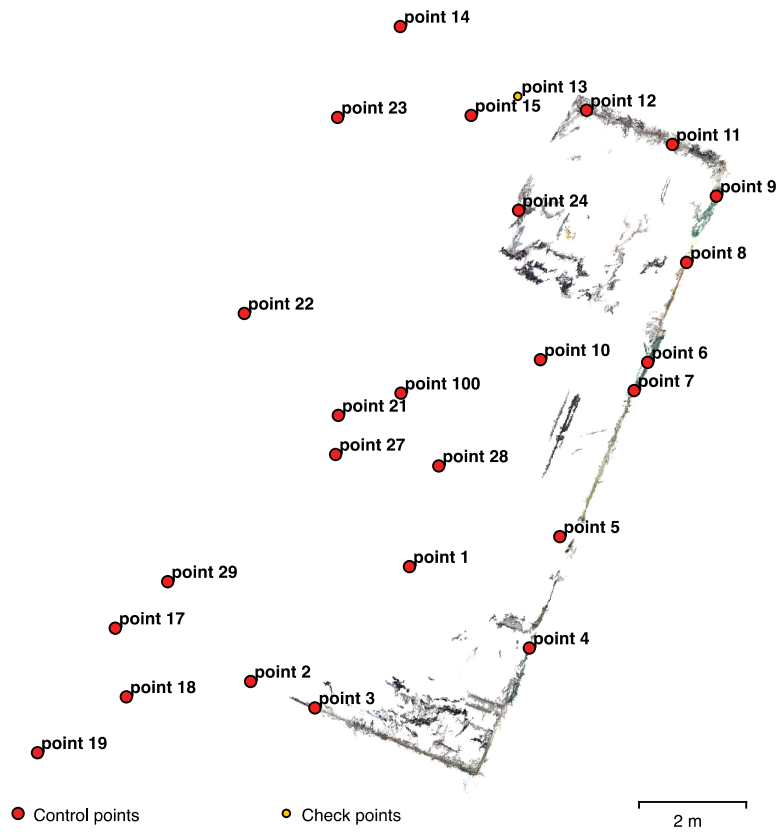 point 14
point 13
point 23
point 15
point 12
point 11
point 9
point 24
point 8
point 22
point 10
point 6
point 100
point 7
point 21
point 27
point 28
point 5
point 1
point 29
point 17
point 4
point 2
point 18
point 3
point 19
Control points
Check points
2 m